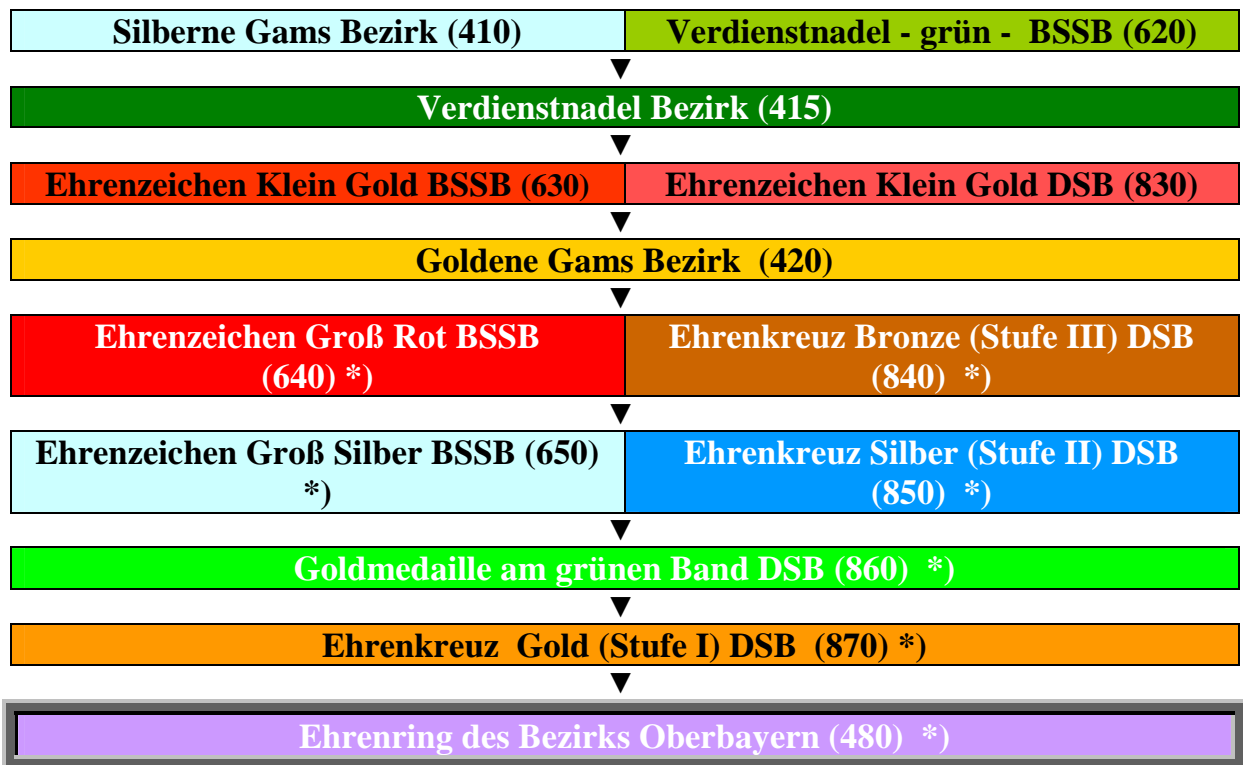 Silberne Gams Bezirk (410)
Verdienstnadel - grün - BSSB (620)
▼
Verdienstnadel Bezirk (415)
▼
Ehrenzeichen Klein Gold BSSB (630)
Ehrenzeichen Klein Gold DSB (830)
▼
Goldene Gams Bezirk (420)
▼
Ehrenzeichen Groß Rot BSSB
(640) *)
Ehrenkreuz Bronze (Stufe III) DSB
(840) *)
▼
Ehrenzeichen Groß Silber BSSB (650)
*)
Ehrenkreuz Silber (Stufe II) DSB
(850) *)
▼
Goldmedaille am grünen Band DSB (860) *)
▼
Ehrenkreuz Gold (Stufe I) DSB (870) *)
▼
Ehrenring des Bezirks Oberbayern (480) *)